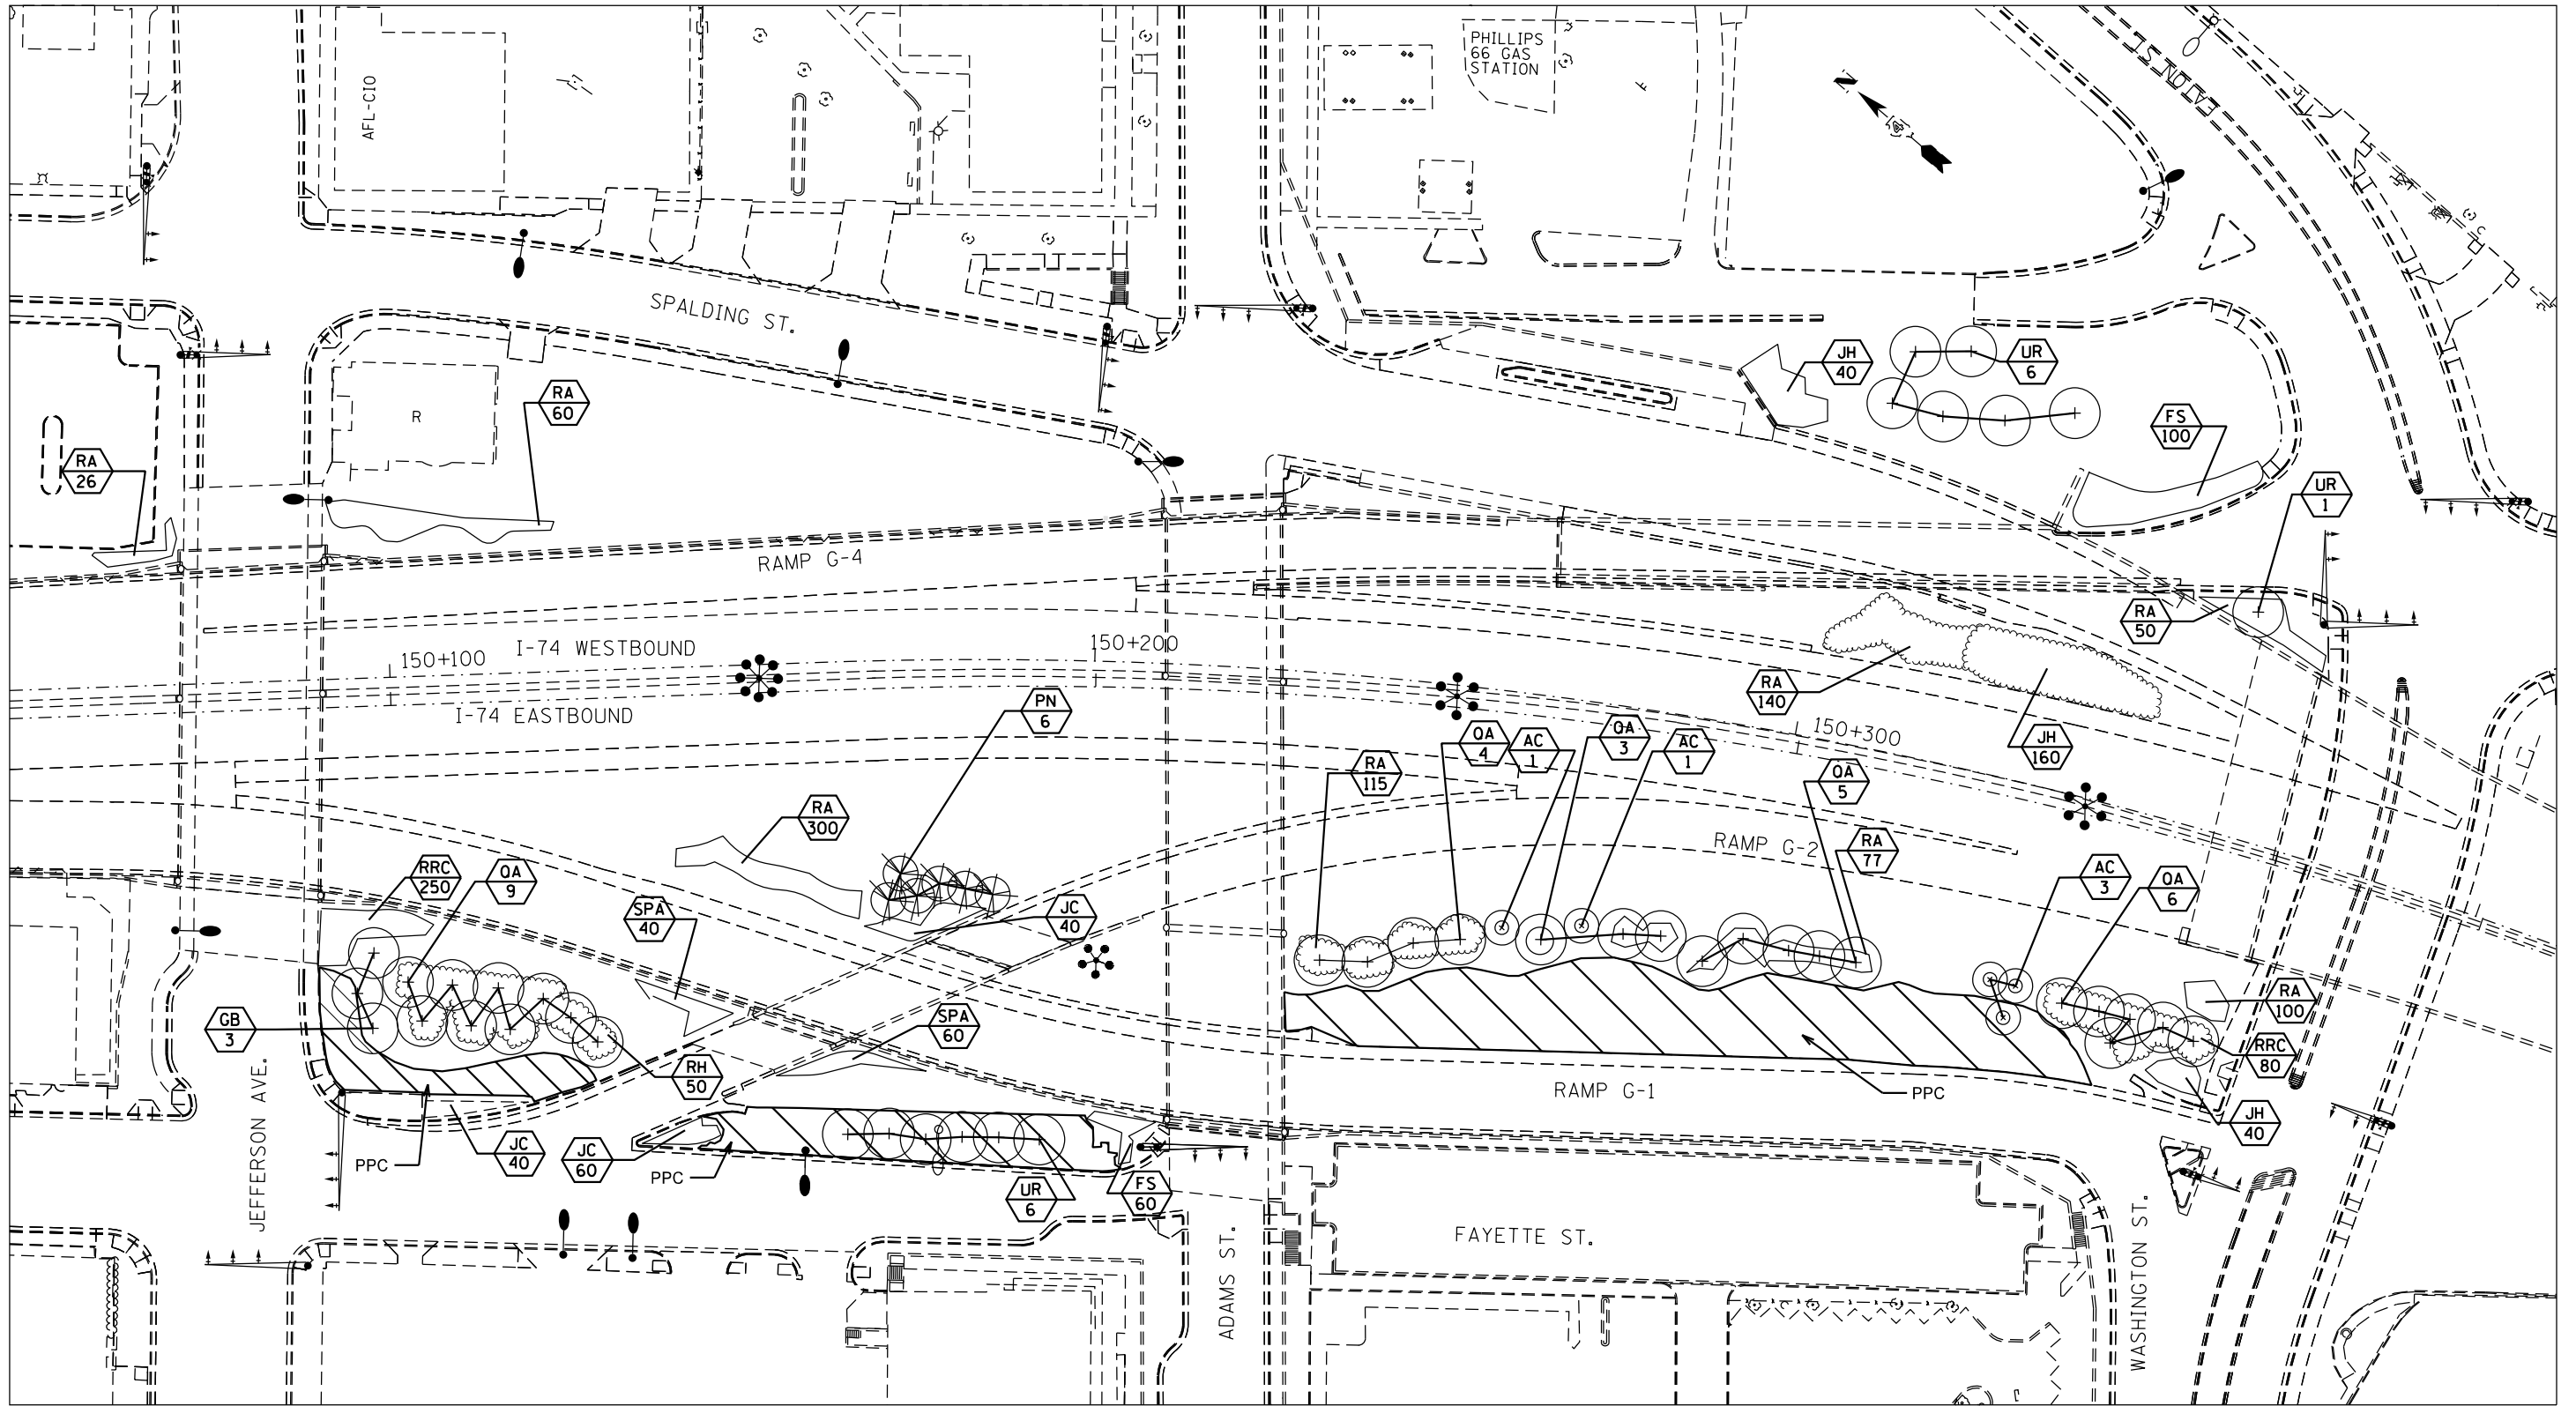 PHILLIPS
66 GAS
STATION
EATON ST.
AFL-CIO
N
SPALDING ST.
JH
40
UR
6
RA
60
R
FS
100
RA
26
UR
1
RAMP G-4
RA
50
I-74 WESTBOUND
150+100
150+200
RA
140
I-74 EASTBOUND
PN
6
150+300
JH
160
QA
4
AC
1
QA
3
AC
1
RA
115
QA
5
RA
300
RAMP G-2
RA
77
RRC
250
QA
9
AC
3
QA
6
SPA
40
JC
40
RA
100
GB
3
SPA
60
RRC
80
RH
50
RAMP G-1
PPC
JH
40
JEFFERSON AVE.
PPC
JC
40
JC
60
PPC
UR
6
FS
60
ADAMS ST.
FAYETTE ST.
WASHINGTON ST.